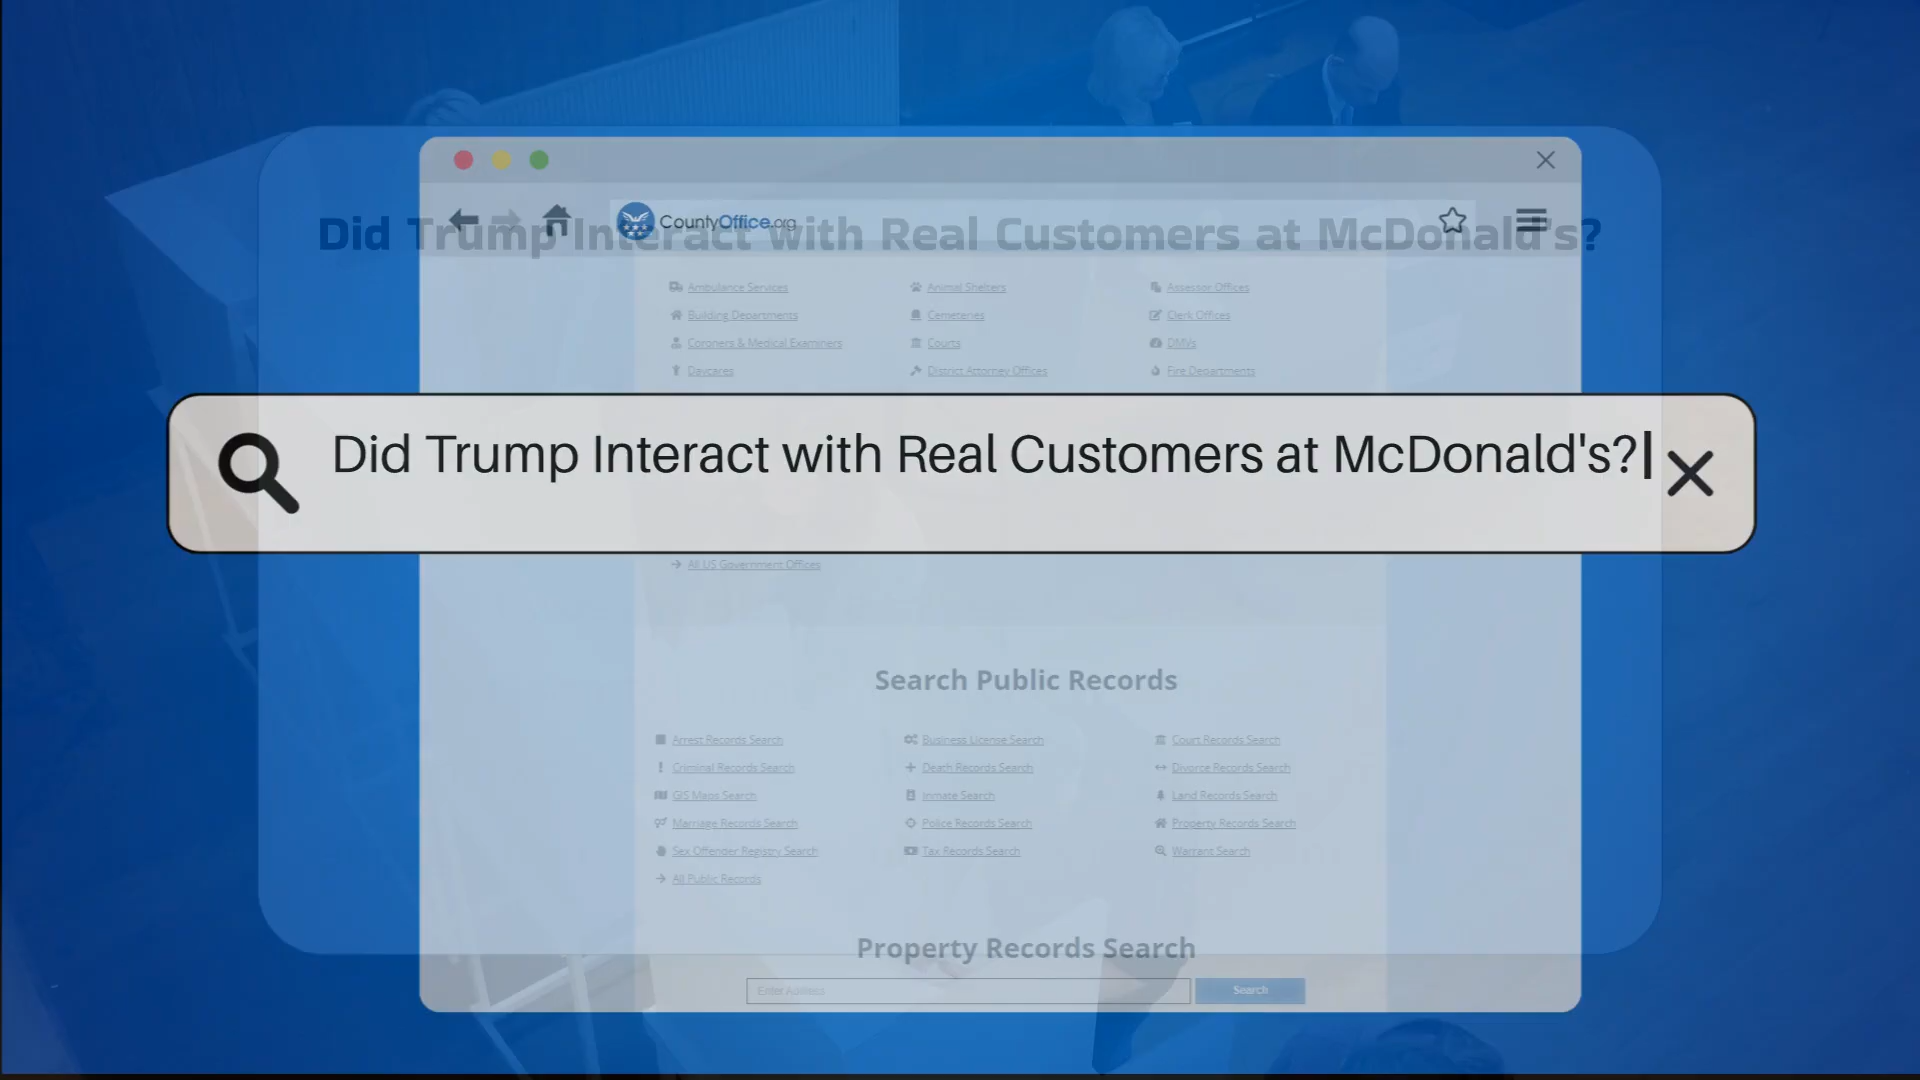 CountyOffice.org
Did Trump Interact with Real Customers at McDonald's?
Ambulance Services Animal Shelters Assessor Offices
Building Departments Cemeteries Clerk Offices
Coroners & Medical Examiners Courts DMVs
Daycares District Attorney Offices Fire Departments
Did Trump Interact with Real Customers at McDonald's?
All US Government Offices
Search Public Records
Arrest Records Search Business License Search Court Records Search
Criminal Records Search Death Records Search Divorce Records Search
GIS Maps Search Inmate Search Land Records Search
Marriage Records Search Police Records Search Property Records Search
Sex Offender Registry Search Tax Records Search Warrant Search
All Public Records
Property Records Search
Enter Address Search